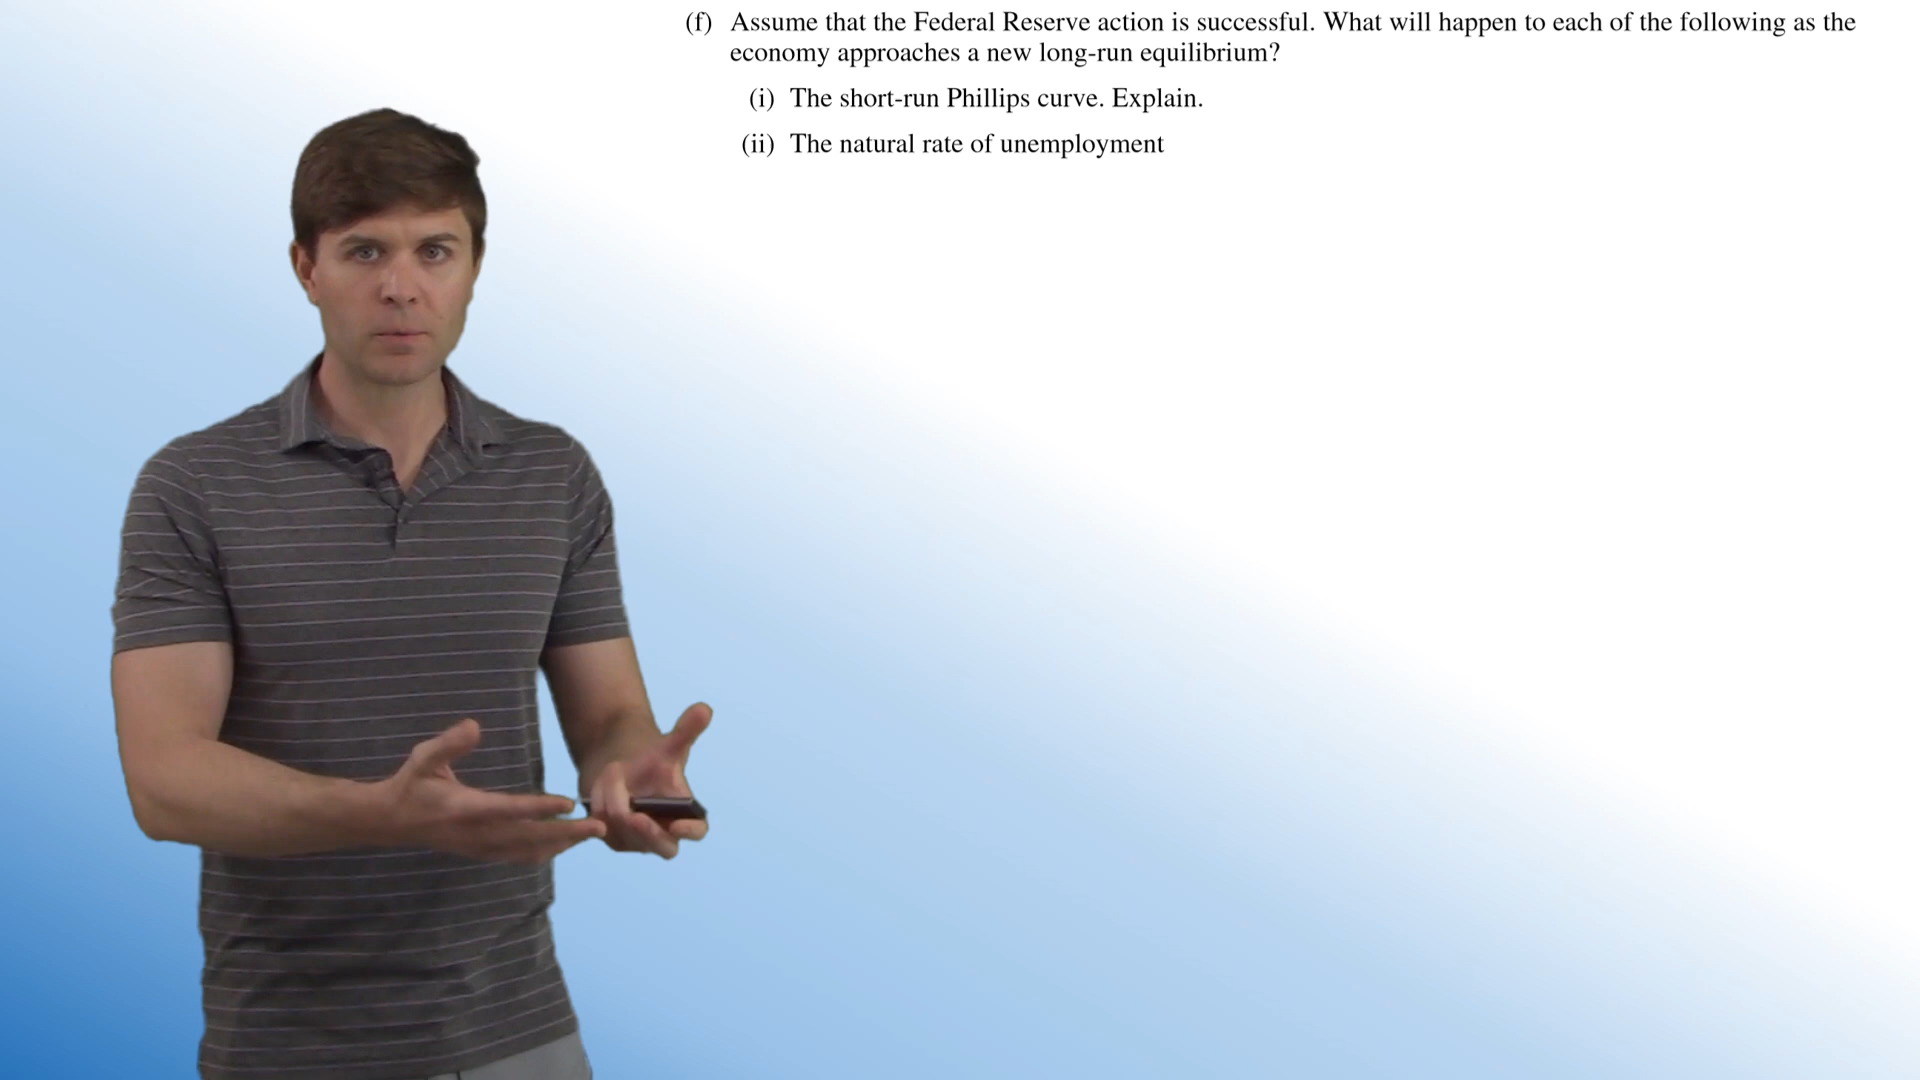 (f) Assume that the Federal Reserve action is successful. What will happen to each of the following as the
economy approaches a new long-run equilibrium?
(i) The short-run Phillips curve. Explain.
(ii) The natural rate of unemployment